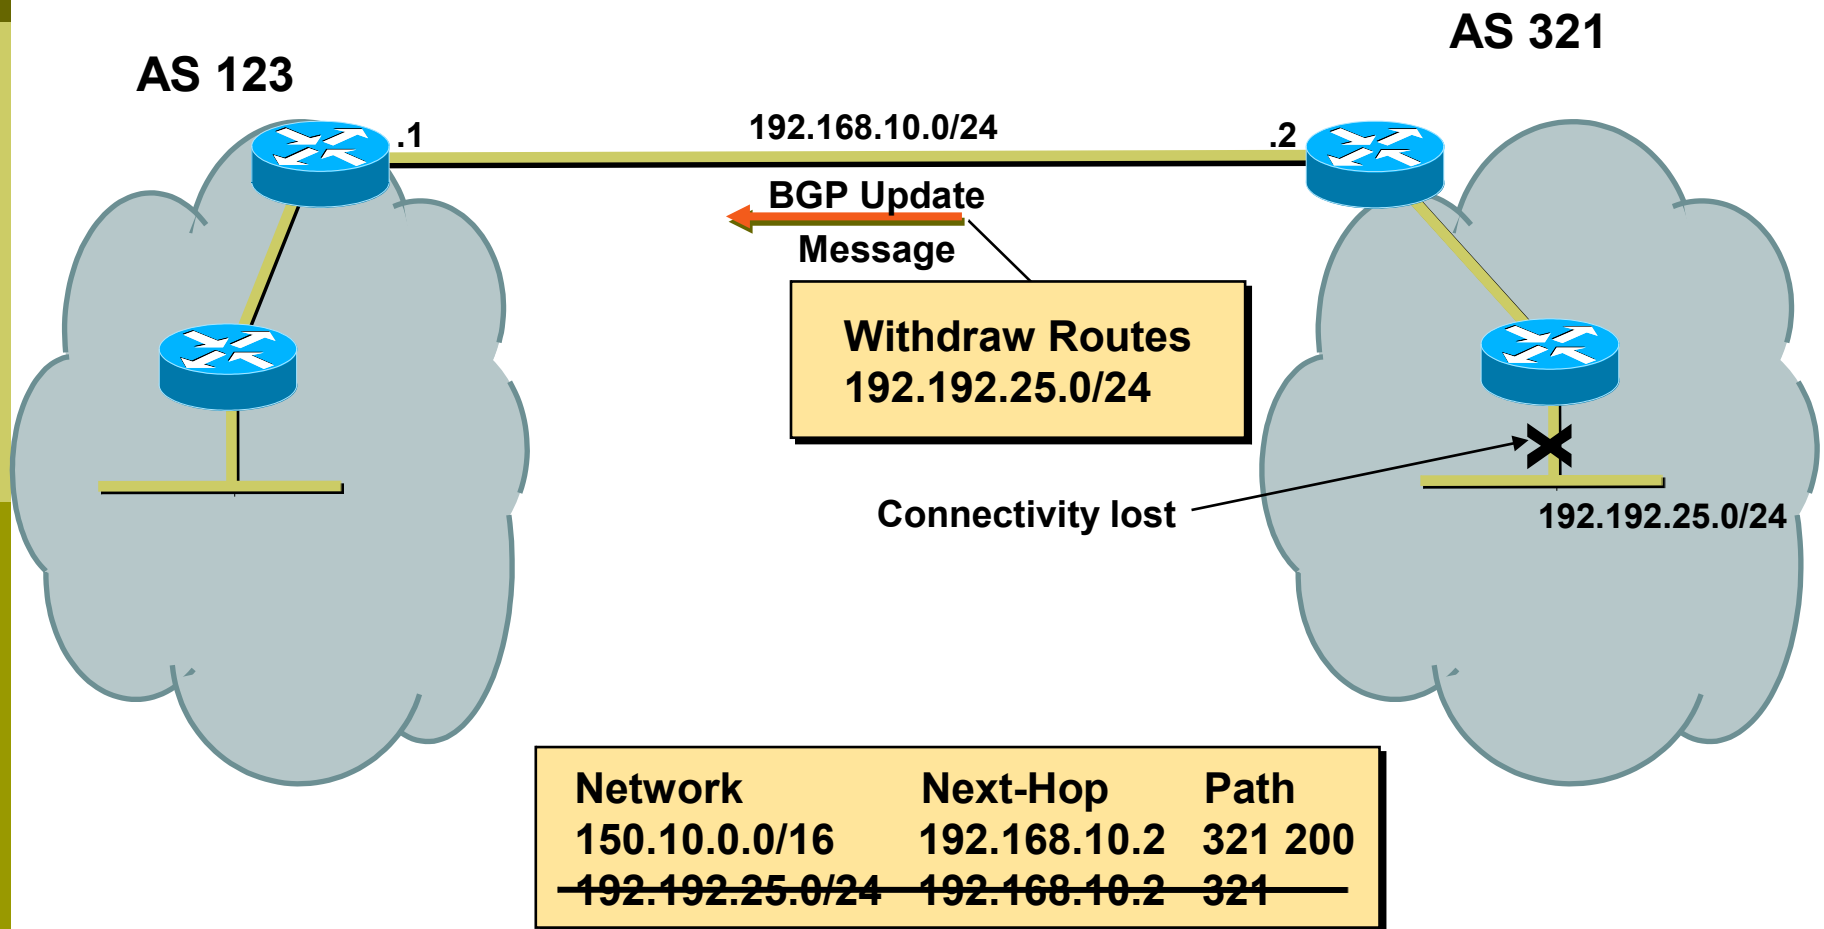 AS 321
AS 123
.1
192.168.10.0/24
.2
BGP Update
Message
Withdraw Routes
192.192.25.0/24
Connectivity lost
192.192.25.0/24
Network Next-Hop Path
150.10.0.0/16 192.168.10.2 321 200
192.192.25.0/24 192.168.10.2 321